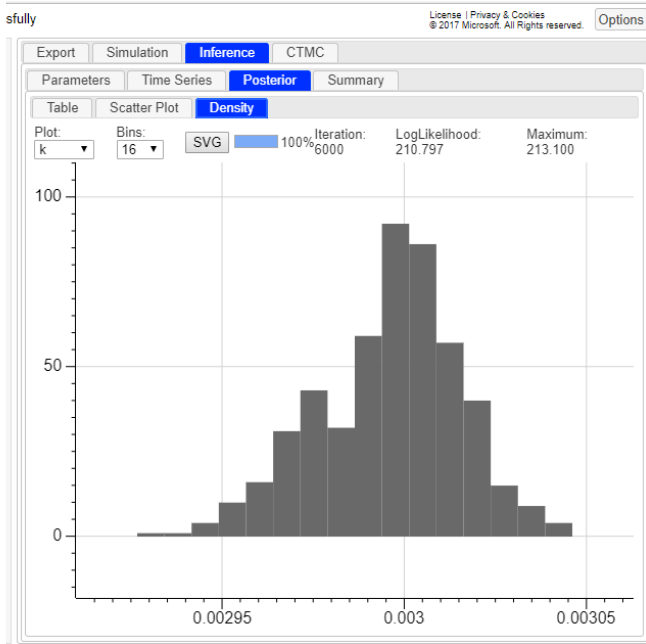 sfully
License | Privacy & Cookies
© 2017 Microsoft. All Rights reserved.
Options
Export Simulation Inference CTMC
Parameters Time Series Posterior Summary
Table Scatter Plot Density
Plot: Bins: Iteration: LogLikelihood: Maximum:
k 16 SVG 100% 6000 210.797 213.100
100
50
0
0.00295 0.003 0.00305